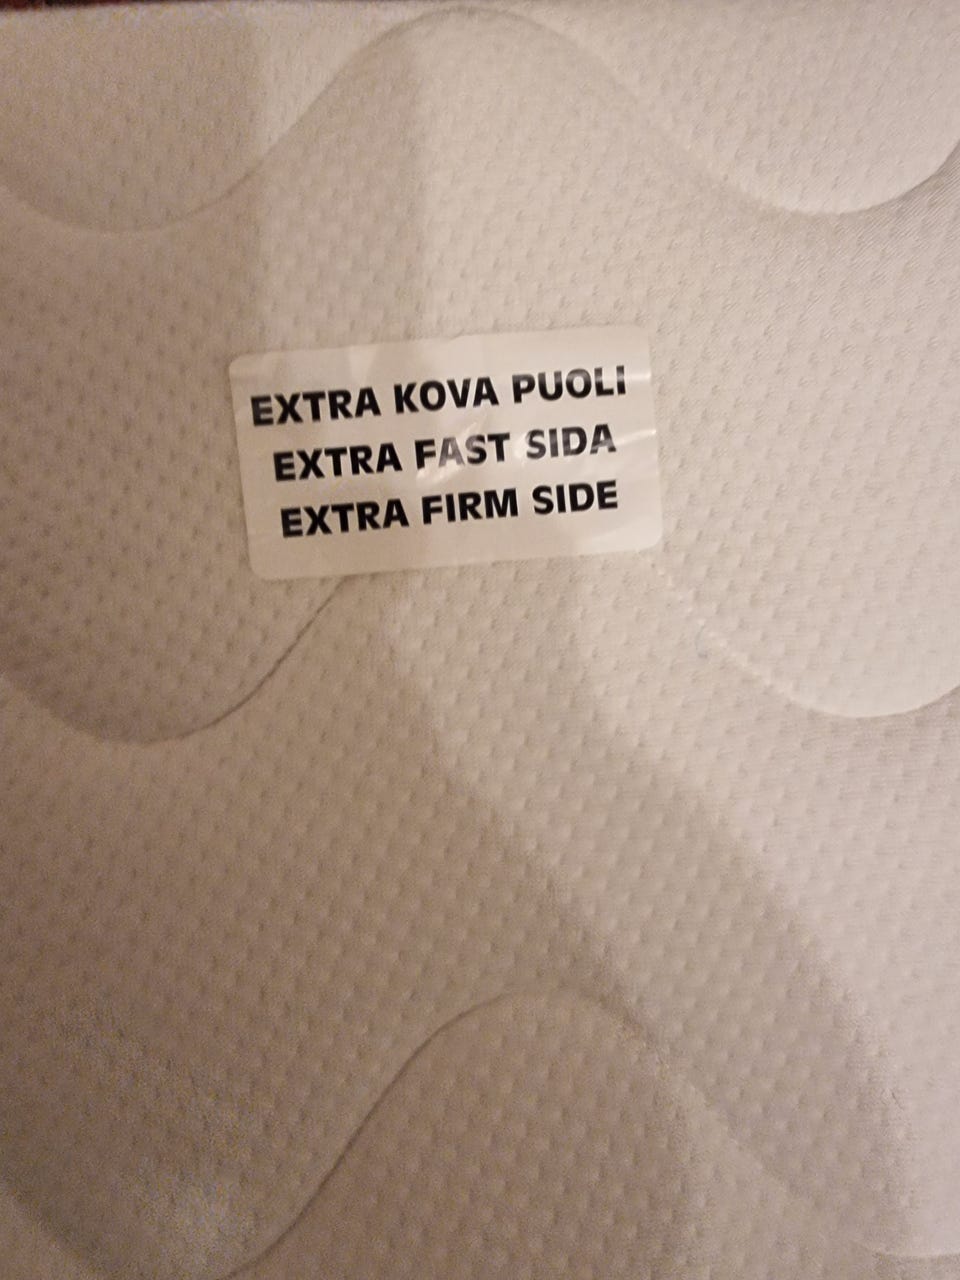 EXTRA KOVA PUOLI
EXTRA FAST SIDA
EXTRA FIRM SIDE